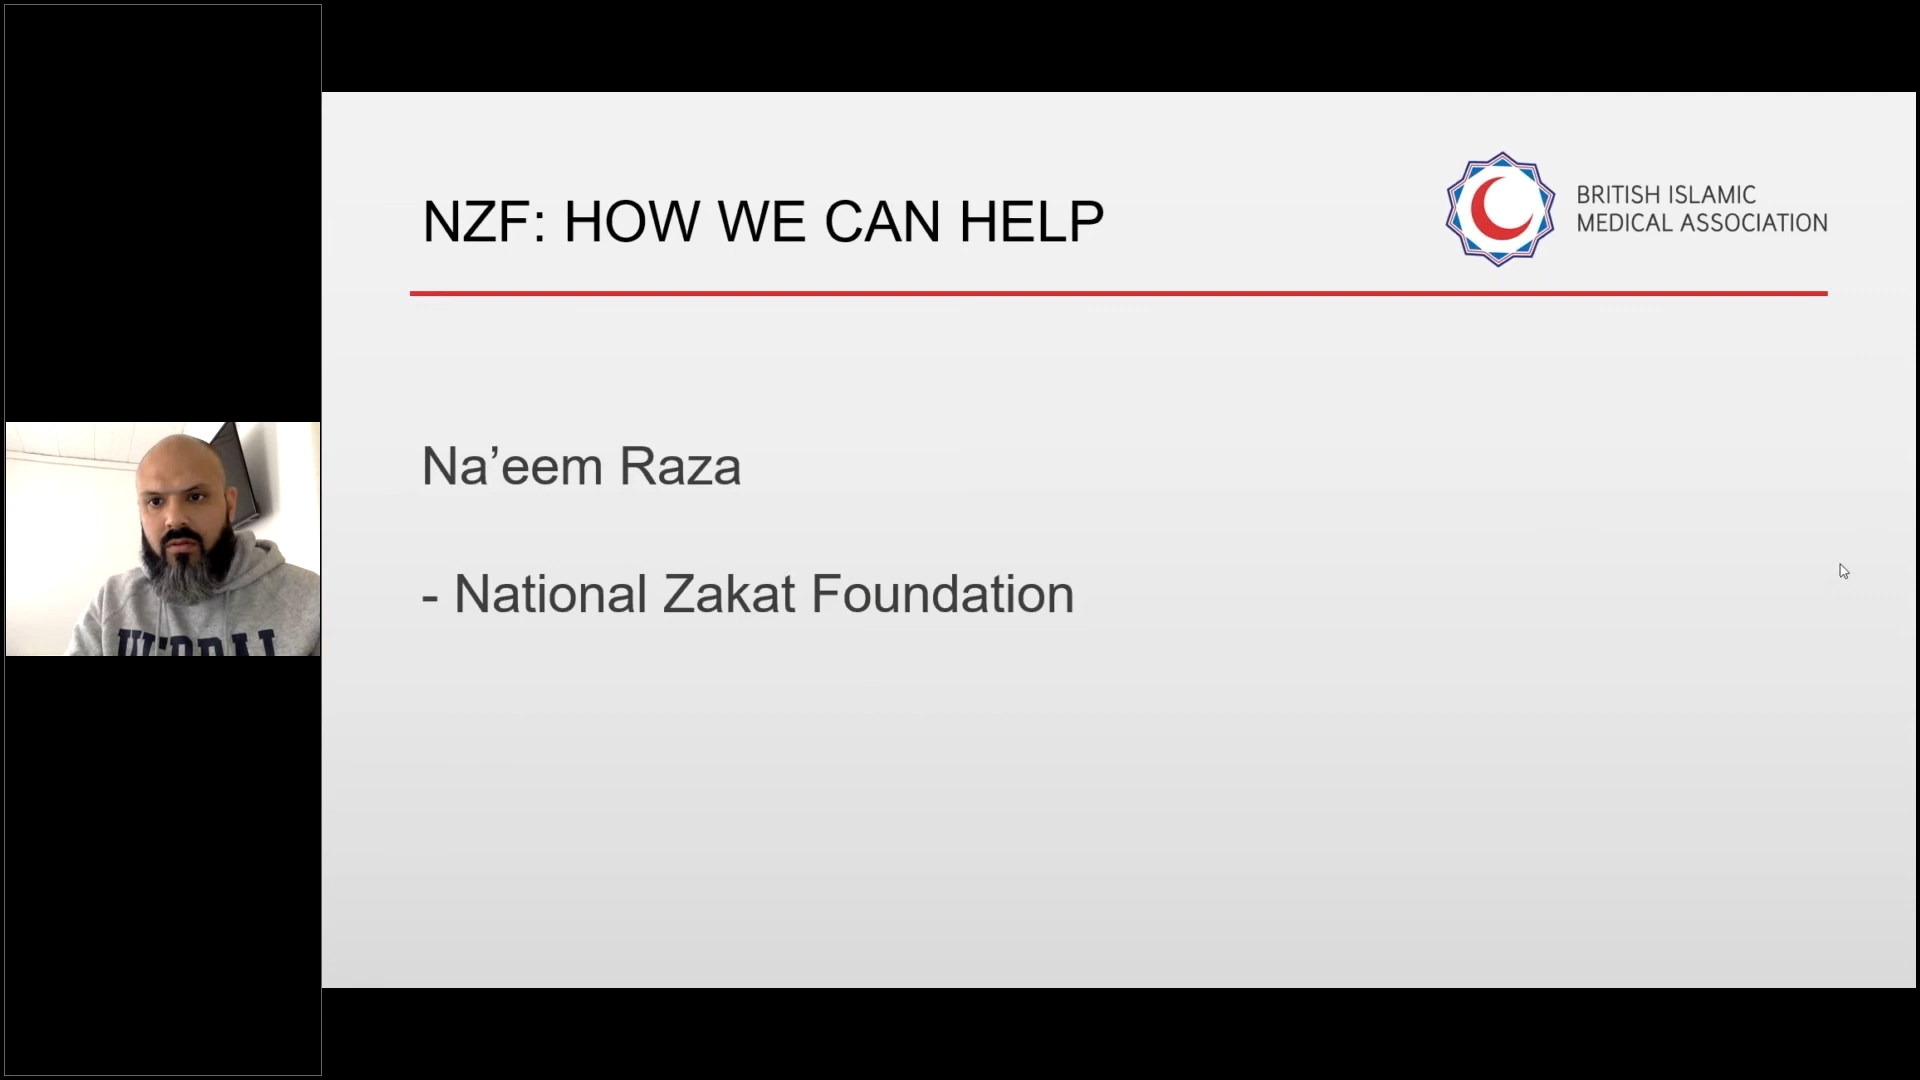 NZF: HOW WE CAN HELP
BRITISH ISLAMIC
MEDICAL ASSOCIATION
Na’eem Raza
- National Zakat Foundation